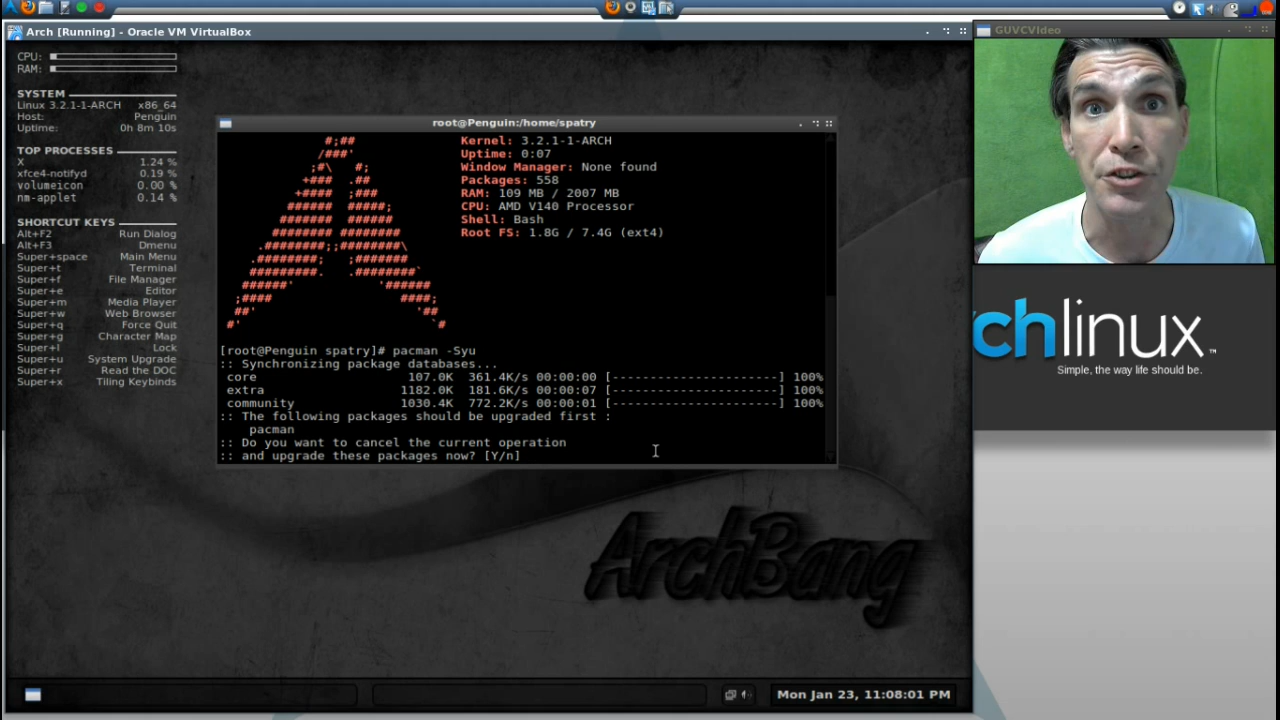 Arch [Running] - Oracle VM VirtualBox
CPU:
RAM:
SYSTEM
Linux 3.2.1-1-ARCH x86_64
Host: Penguin
Uptime: 0h 8m 10s
TOP PROCESSES
X 1.24 %
xfce4-notifyd 0.19 %
volumeicon 0.00 %
nm-applet 0.14 %
SHORTCUT KEYS
Alt+F2 Run Dialog
Alt+F3 Dmenu
Super+space Main Menu
Super+t Terminal
Super+f File Manager
Super+e Editor
Super+m Media Player
Super+w Web Browser
Super+q Force Quit
Super+g Character Map
Super+l Lock
Super+u System Upgrade
Super+r Read the DOC
Super+x Tiling Keybinds
root@Penguin:/home/spatry
Kernel: 3.2.1-1-ARCH
Uptime: 0:07
Window Manager: None found
Packages: 558
RAM: 109 MB / 2007 MB
CPU: AMD V140 Processor
Shell: Bash
Root FS: 1.8G / 7.4G (ext4)
[root@Penguin spatry]# pacman -Syu
:: Synchronizing package databases...
core 107.0K 361.4K/s 00:00:00 [----------------------] 100%
extra 1182.0K 181.6K/s 00:00:07 [----------------------] 100%
community 1030.4K 772.2K/s 00:00:01 [----------------------] 100%
:: The following packages should be upgraded first :
pacman
:: Do you want to cancel the current operation
:: and upgrade these packages now? [Y/n]
ArchBang
Mon Jan 23, 11:08:01 PM
GUVCVideo
chlinux™
Simple, the way life should be.